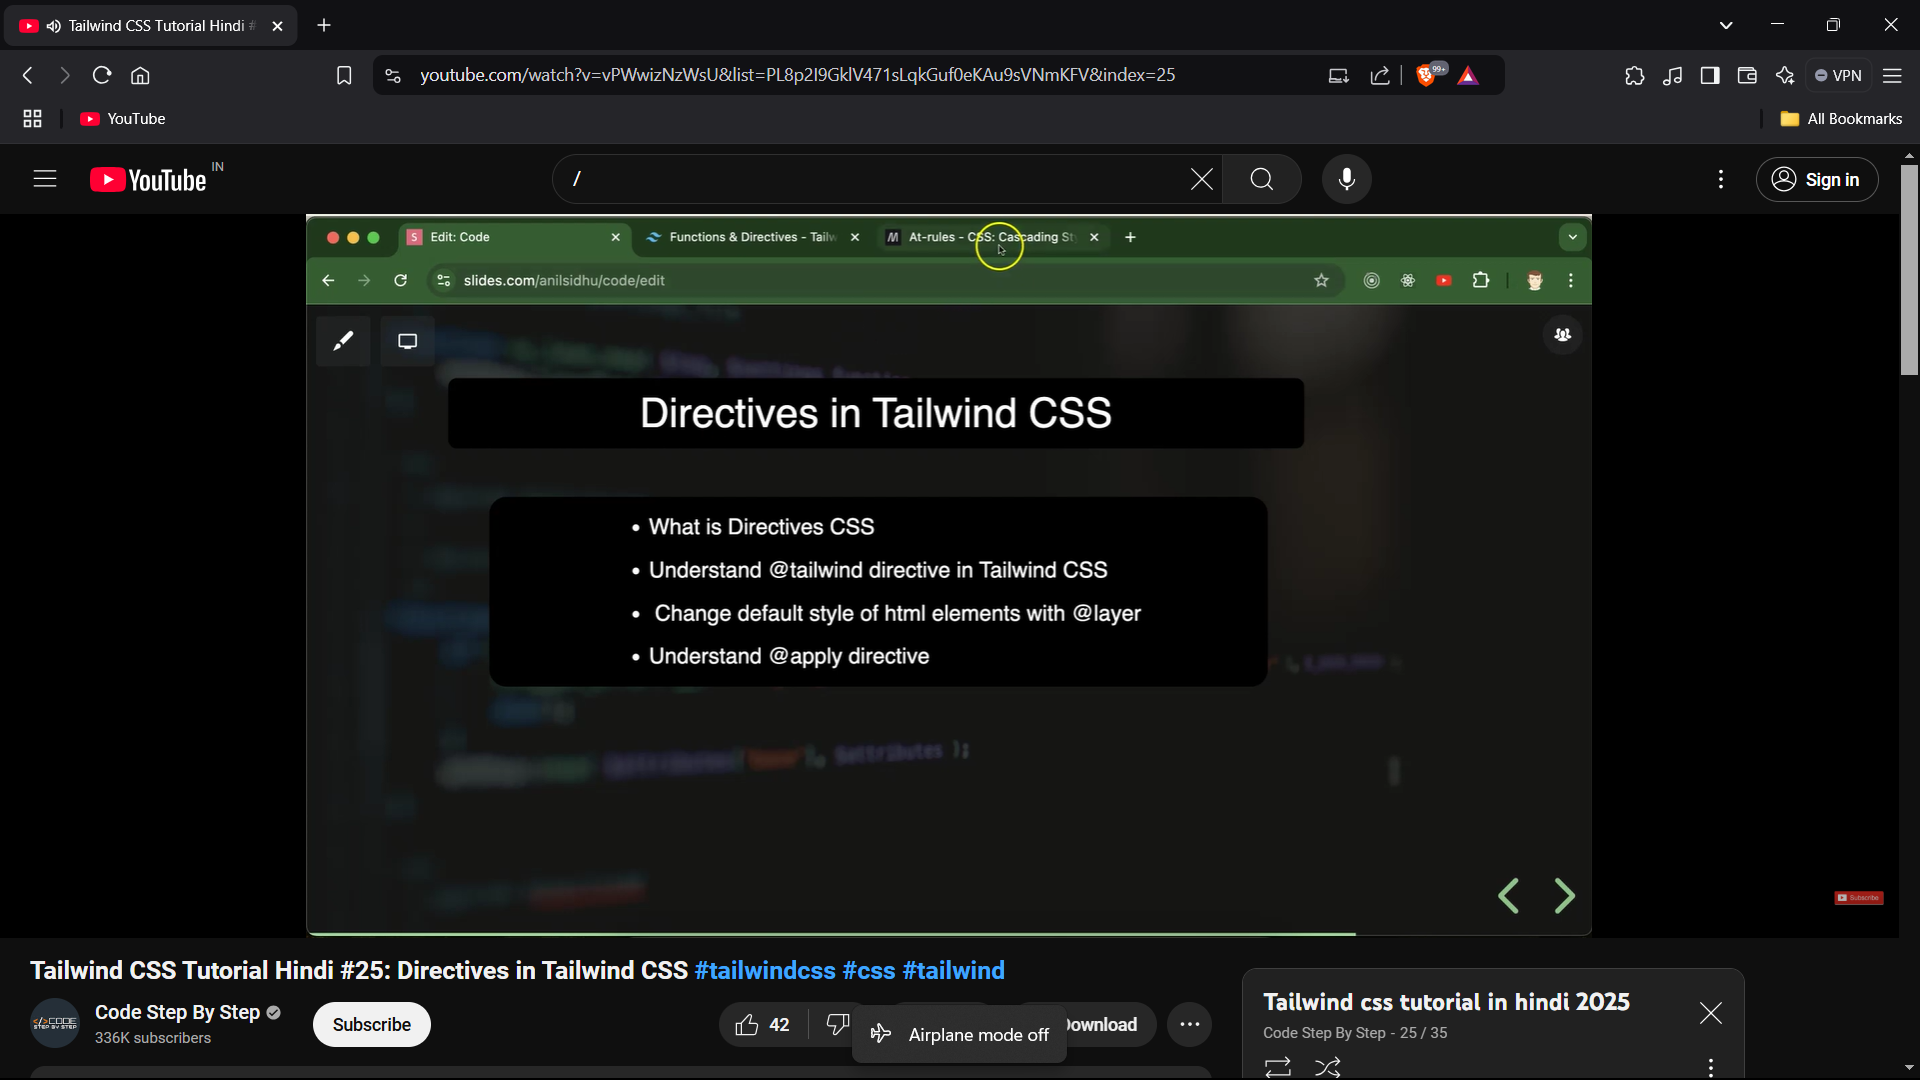 Tailwind CSS Tutorial Hindi #
youtube.com/watch?v=vPWwizNzWsU&list=PL8p2I9GklV471sLqkGuf0eKAu9sVNmKFV&index=25
99+
VPN
YouTube
All Bookmarks
YouTube IN
/
Sign in
Edit: Code
Functions & Directives - Tailw
At-rules - CSS: Cascading St
slides.com/anilsidhu/code/edit
Directives in Tailwind CSS
• What is Directives CSS
• Understand @tailwind directive in Tailwind CSS
• Change default style of html elements with @layer
• Understand @apply directive
Subscribe
Tailwind CSS Tutorial Hindi #25: Directives in Tailwind CSS #tailwindcss #css #tailwind
Code Step By Step
336K subscribers
Subscribe
42
Download
Airplane mode off
Tailwind css tutorial in hindi 2025
Code Step By Step - 25 / 35